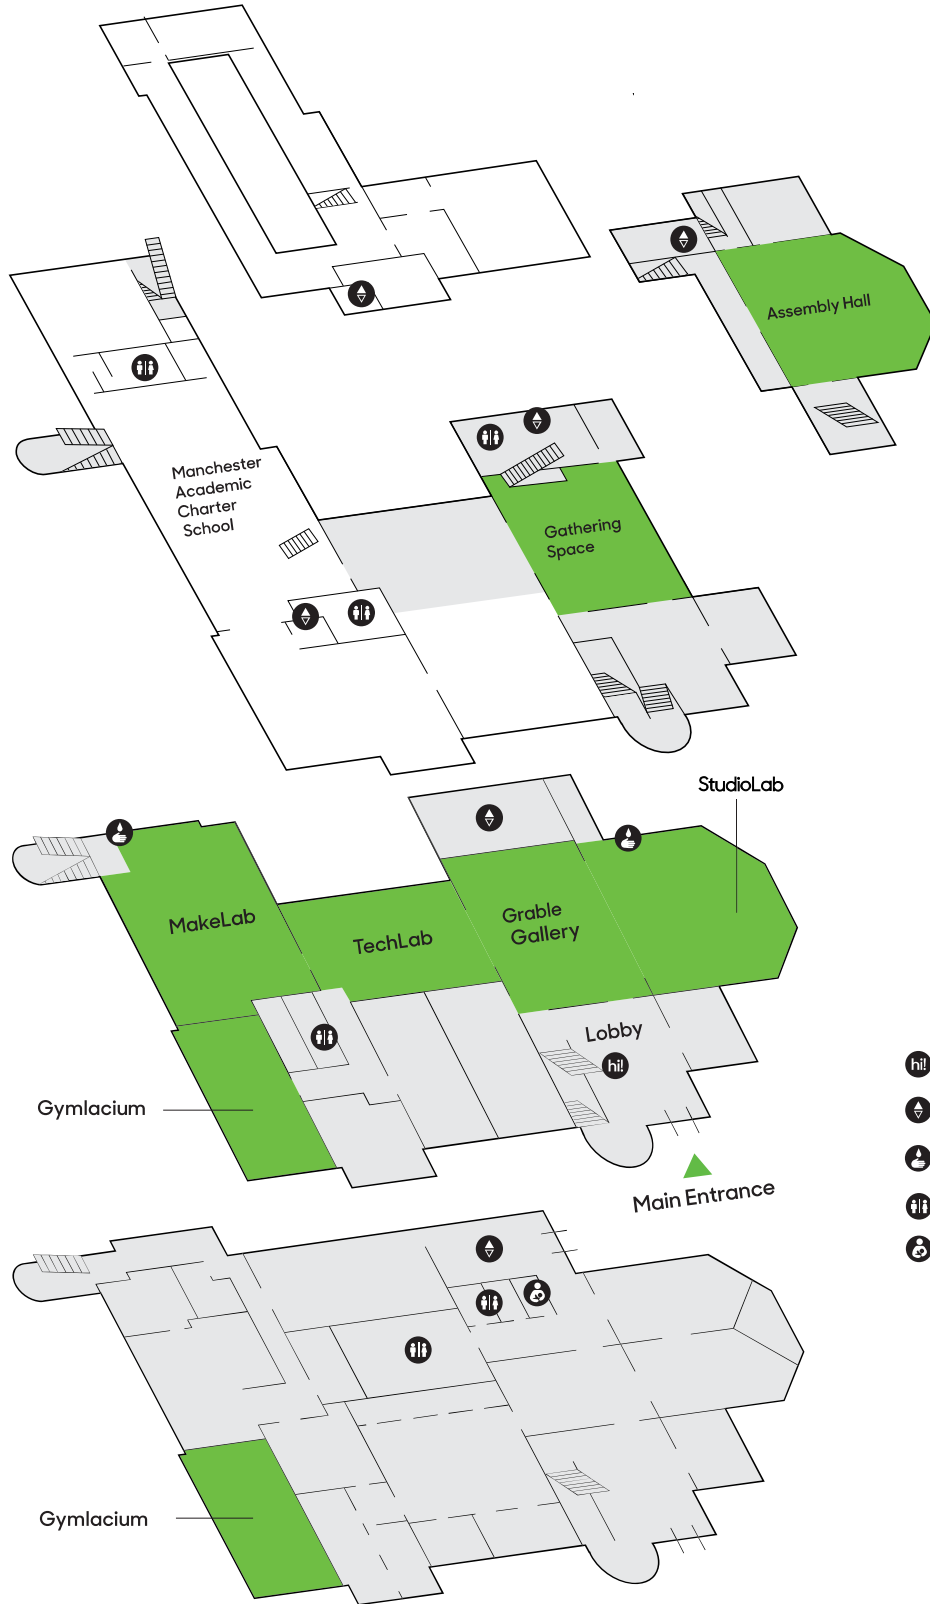 Assembly Hall
Manchester
Academic
Charter
School
Gathering
Space
StudioLab
MakeLab
TechLab
Grable
Gallery
Lobby
hi!
hi!
Gymlacium
Main Entrance
Gymlacium